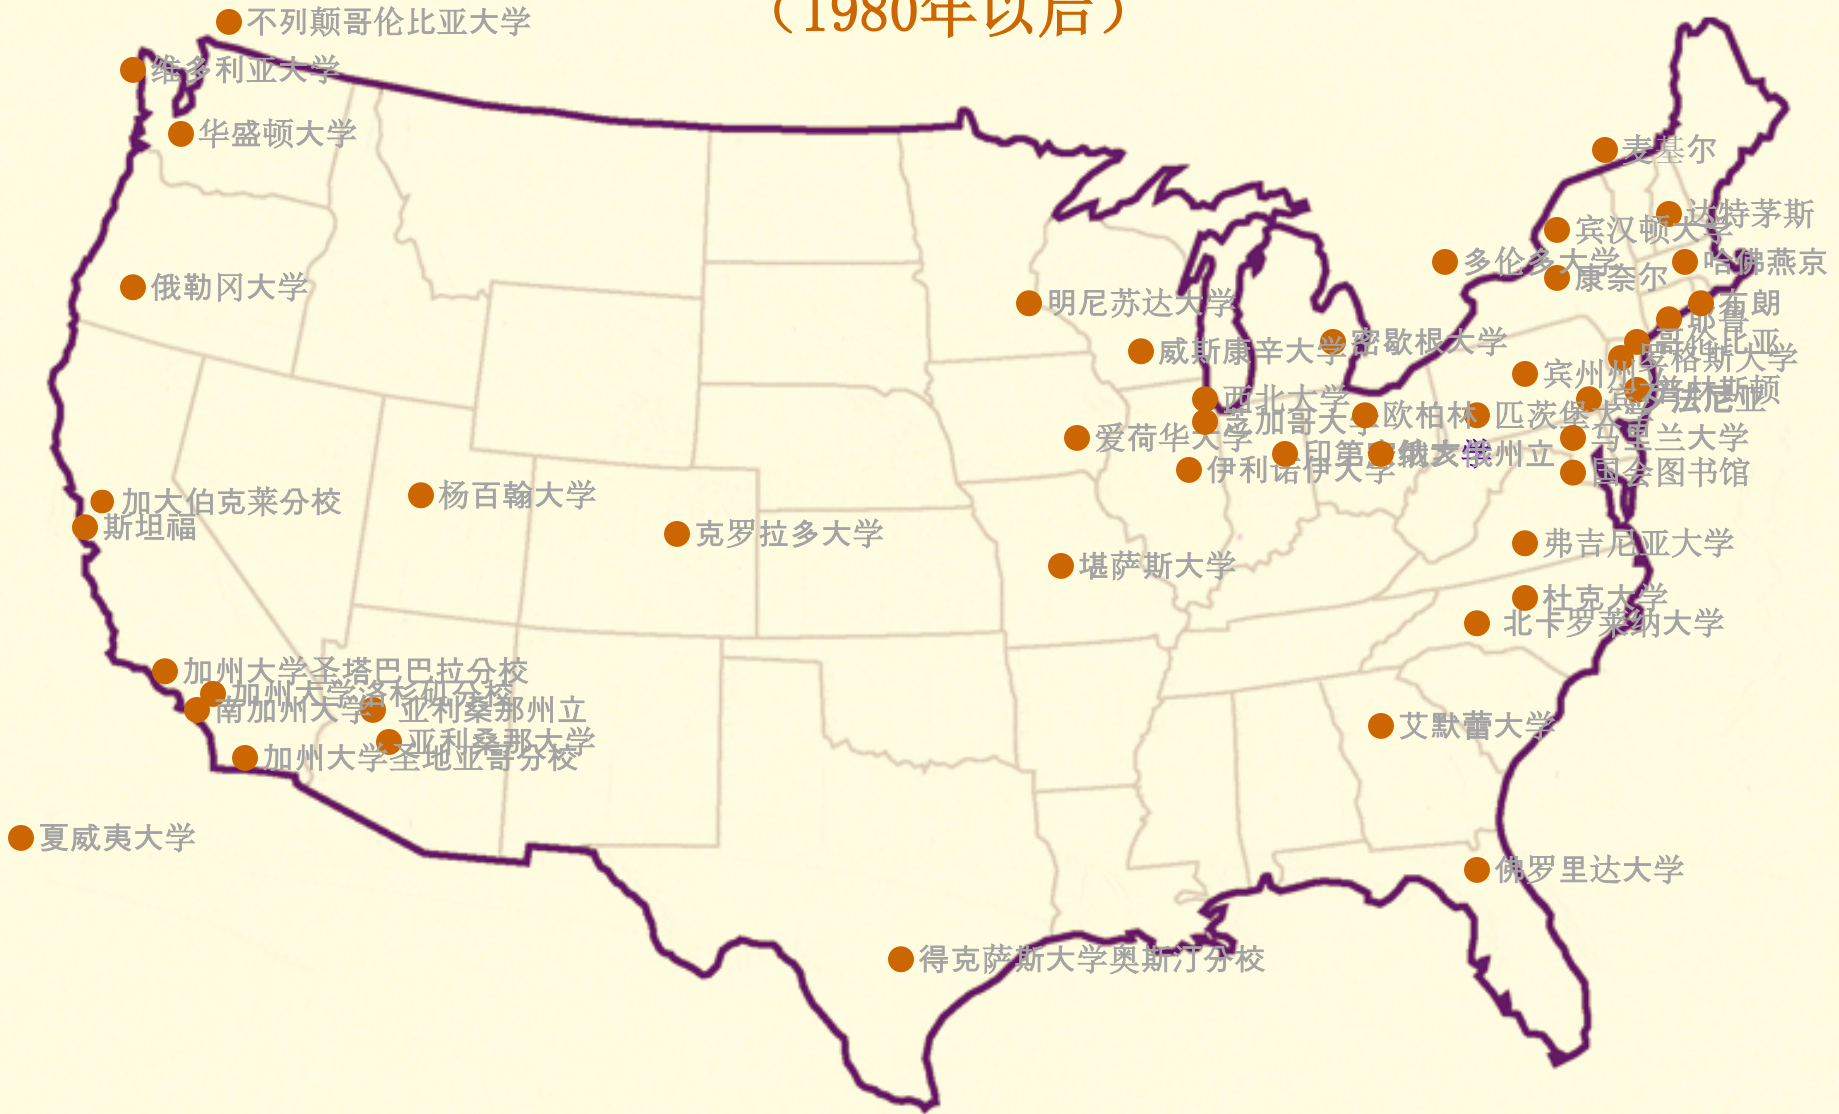 （1980年以后）
不列颠哥伦比亚大学
维多利亚大学
华盛顿大学
麦基尔
达特茅斯
宾汉顿大学
多伦多大学
哈佛燕京
康奈尔
俄勒冈大学
明尼苏达大学
布朗
耶鲁
哥伦比亚
密歇根大学
威斯康辛大学
罗格斯大学
宾州州
普林斯顿
西北大学
欧柏林
匹茨堡大学
芝加哥大学
爱荷华大学
马里兰大学
俄州立
伊利诺伊大学
国会图书馆
杨百翰大学
加大伯克莱分校
斯坦福
克罗拉多大学
弗吉尼亚大学
堪萨斯大学
杜克大学
北卡罗莱纳大学
加州大学圣塔巴巴拉分校
加州大学洛杉矶分校
南加州大学
亚利桑那州立
艾默蕾大学
亚利桑那大学
加州大学圣地亚哥分校
夏威夷大学
佛罗里达大学
得克萨斯大学奥斯汀分校